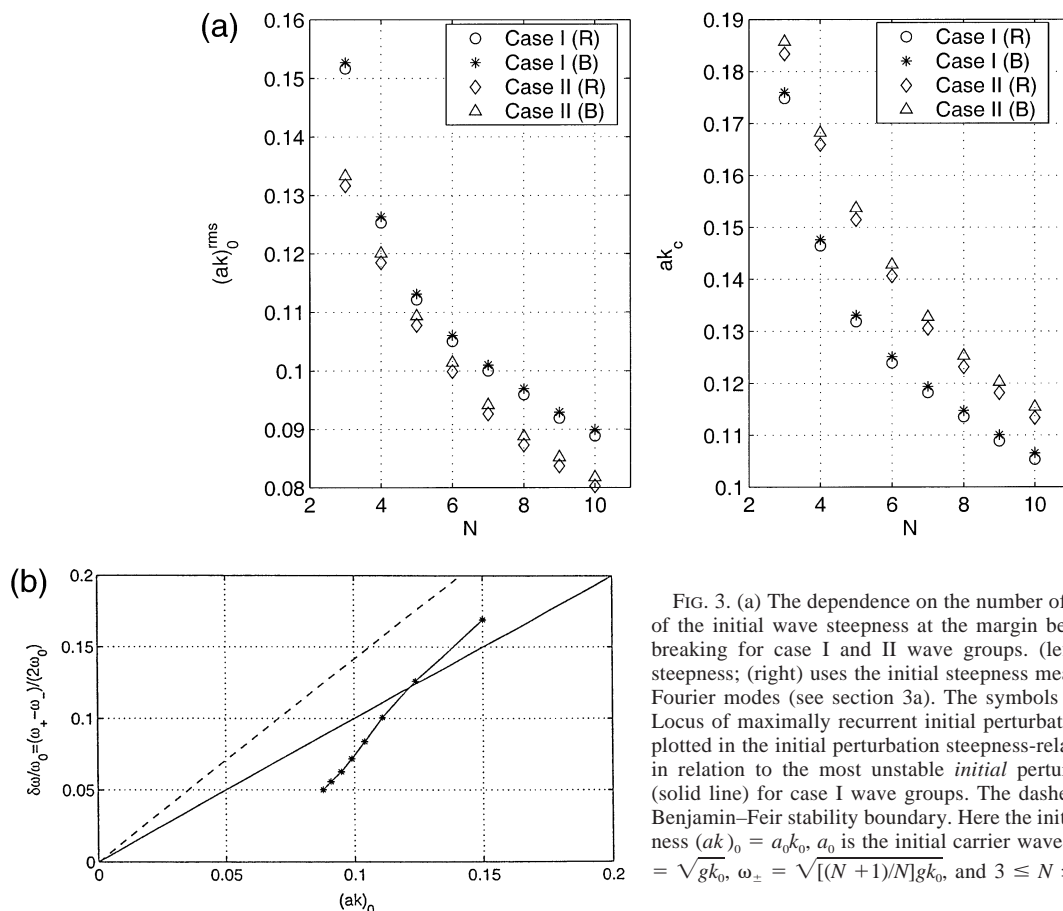 (a)
0.16
0.15
0.14
0.13
0.12
0.11
0.1
0.09
0.08
(ak)₀ʳᵐˢ
Case I (R)
Case I (B)
Case II (R)
Case II (B)
2
4
6
8
10
N
0.19
0.18
0.17
0.16
0.15
0.14
0.13
0.12
0.11
0.1
ak_c
Case I (R)
Case I (B)
Case II (R)
Case II (B)
2
4
6
8
10
N
(b)
0.2
0.15
0.1
0.05
0
δω/ω₀=(ω₊-ω₋)/(2ω₀)
0
0.05
0.1
0.15
0.2
(ak)₀
FIG. 3. (a) The dependence on the number of
of the initial wave steepness at the margin be
breaking for case I and II wave groups. (le
steepness; (right) uses the initial steepness mea
Fourier modes (see section 3a). The symbols
Locus of maximally recurrent initial perturbat
plotted in the initial perturbation steepness-rela
in relation to the most unstable initial pertur
(solid line) for case I wave groups. The dashe
Benjamin–Feir stability boundary. Here the init
ness (ak)₀ = a₀k₀, a₀ is the initial carrier wave
= √gk₀, ω± = √[(N +1)/N]gk₀, and 3 ≤ N